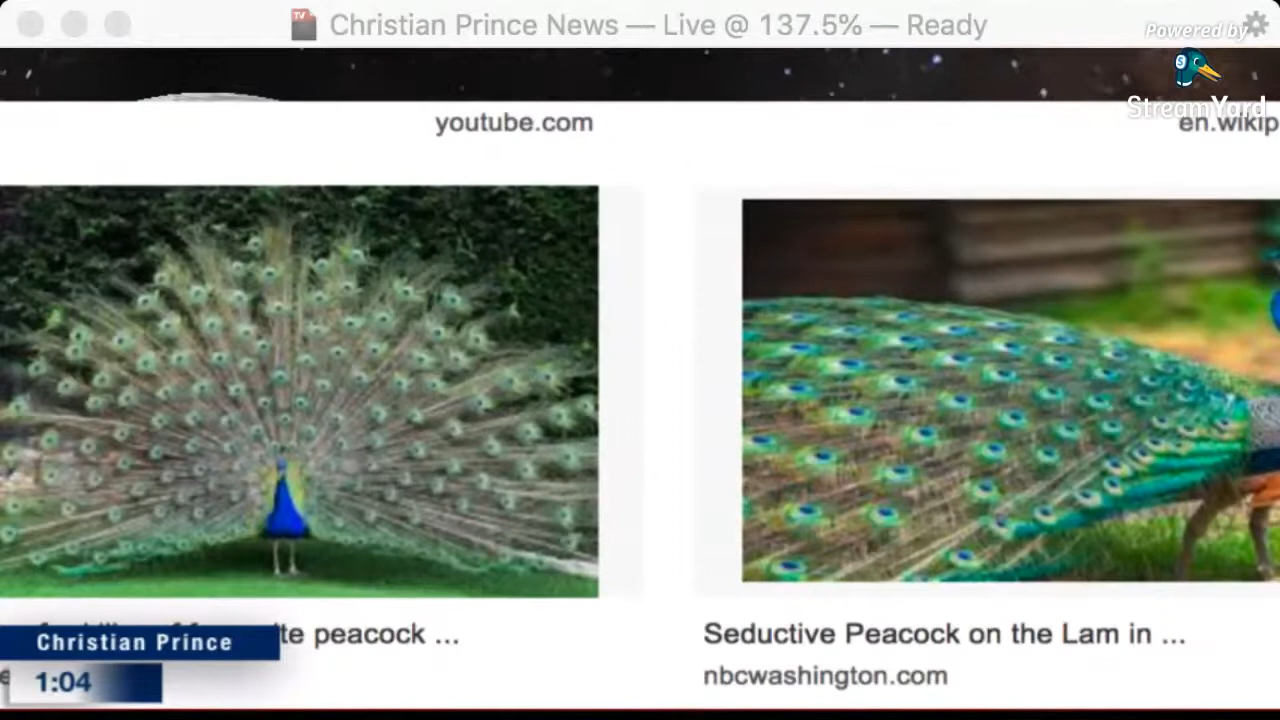 TV
Christian Prince News — Live @ 137.5% — Ready
Powered by
S
StreamYard
youtube.com
en.wikip
peacock ...
Seductive Peacock on the Lam in ...
nbcwashington.com
Christian Prince
1:04